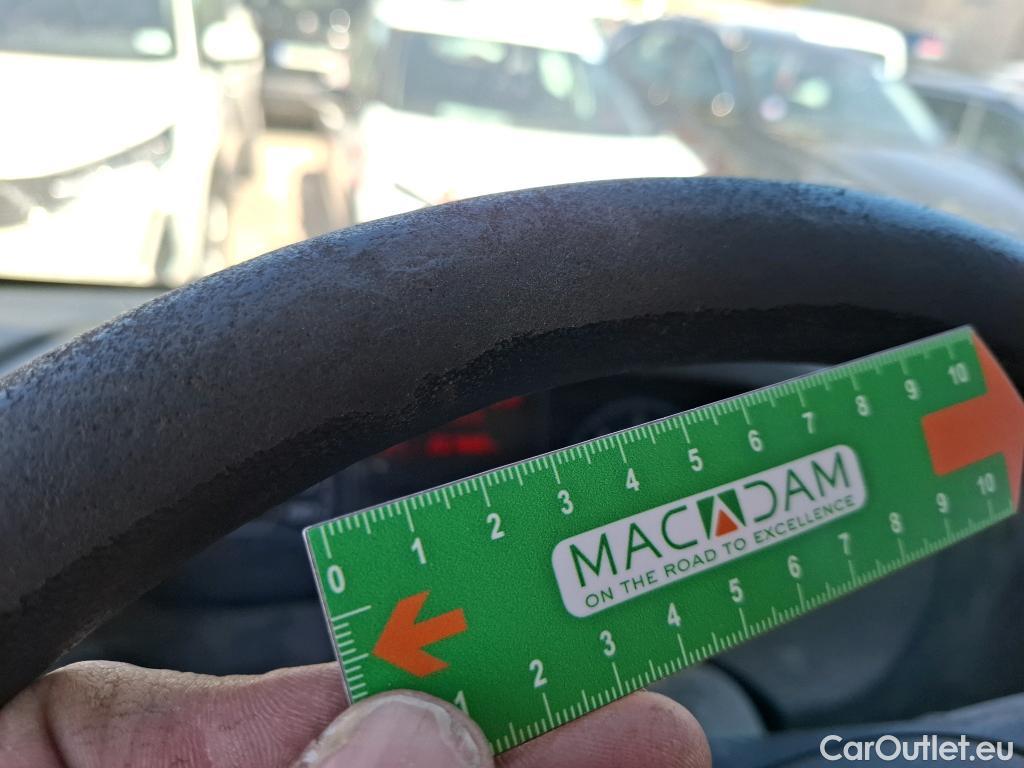 0 1 2 3 4 5 6 7 8 9 10
MACADAM
ON THE ROAD TO EXCELLENCE
1 2 3 4 5 6 7 8 9 10
CarOutlet.eu